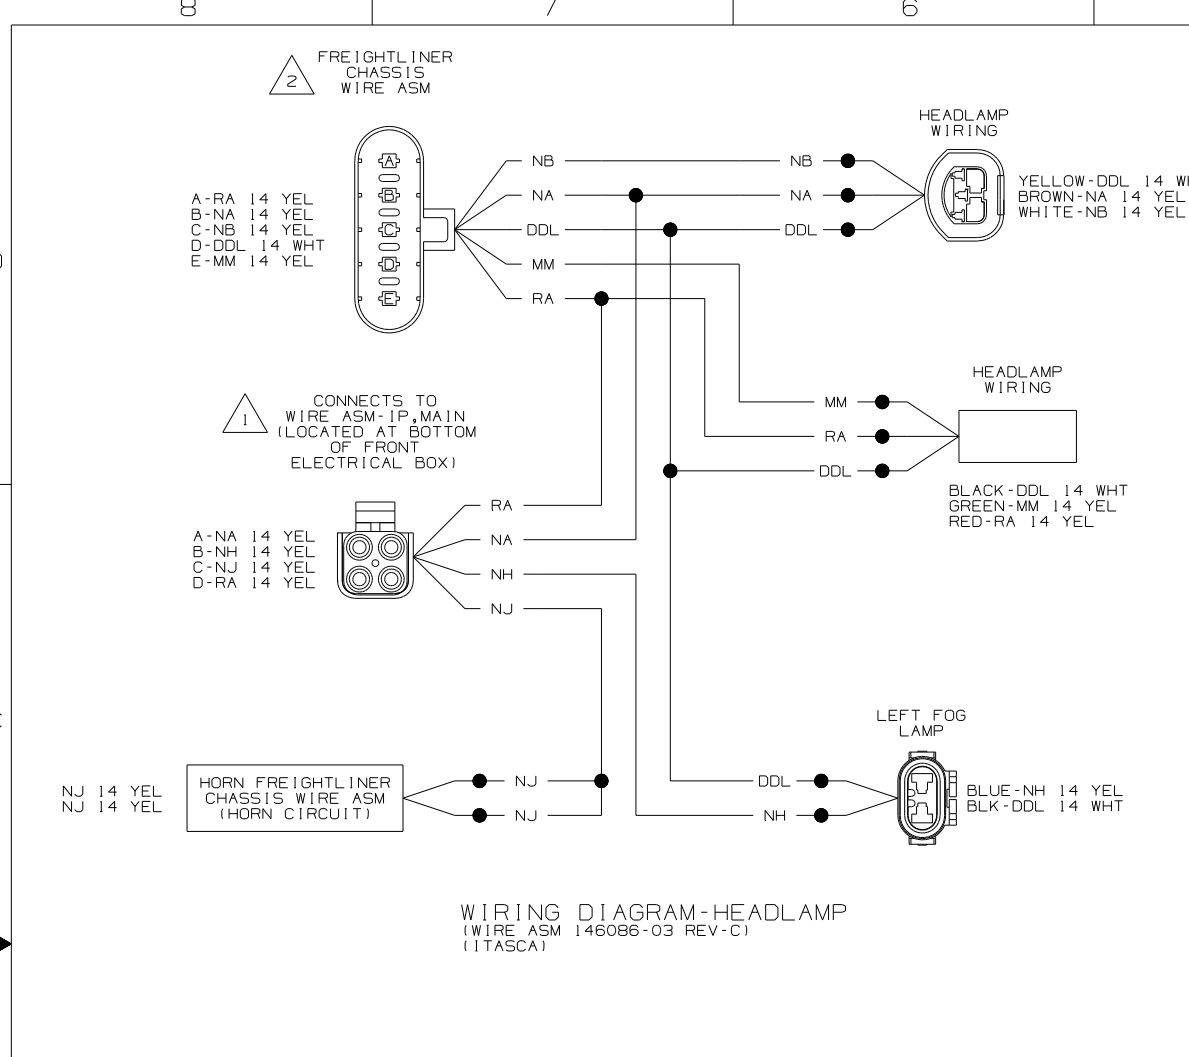 8 7 6
2
FREIGHTLINER
CHASSIS
WIRE ASM
A
B
C
D
E
A-RA 14 YEL
B-NA 14 YEL
C-NB 14 YEL
D-DDL 14 WHT
E-MM 14 YEL
NB NB
NA NA
DDL DDL
MM
RA
HEADLAMP
WIRING
YELLOW-DDL 14
BROWN-NA 14 YEL
WHITE-NB 14 YEL
1
CONNECTS TO
WIRE ASM-IP,MAIN
(LOCATED AT BOTTOM
OF FRONT
ELECTRICAL BOX)
HEADLAMP
WIRING
MM
RA
DDL
BLACK-DDL 14 WHT
GREEN-MM 14 YEL
RED-RA 14 YEL
A-NA 14 YEL
B-NH 14 YEL
C-NJ 14 YEL
D-RA 14 YEL
RA
NA
NH
NJ
NJ 14 YEL
NJ 14 YEL
HORN FREIGHTLINER
CHASSIS WIRE ASM
(HORN CIRCUIT)
NJ
NJ
LEFT FOG
LAMP
DDL
NH
BLUE-NH 14 YEL
BLK-DDL 14 WHT
WIRING DIAGRAM-HEADLAMP
(WIRE ASM 146086-03 REV-C)
(ITASCA)